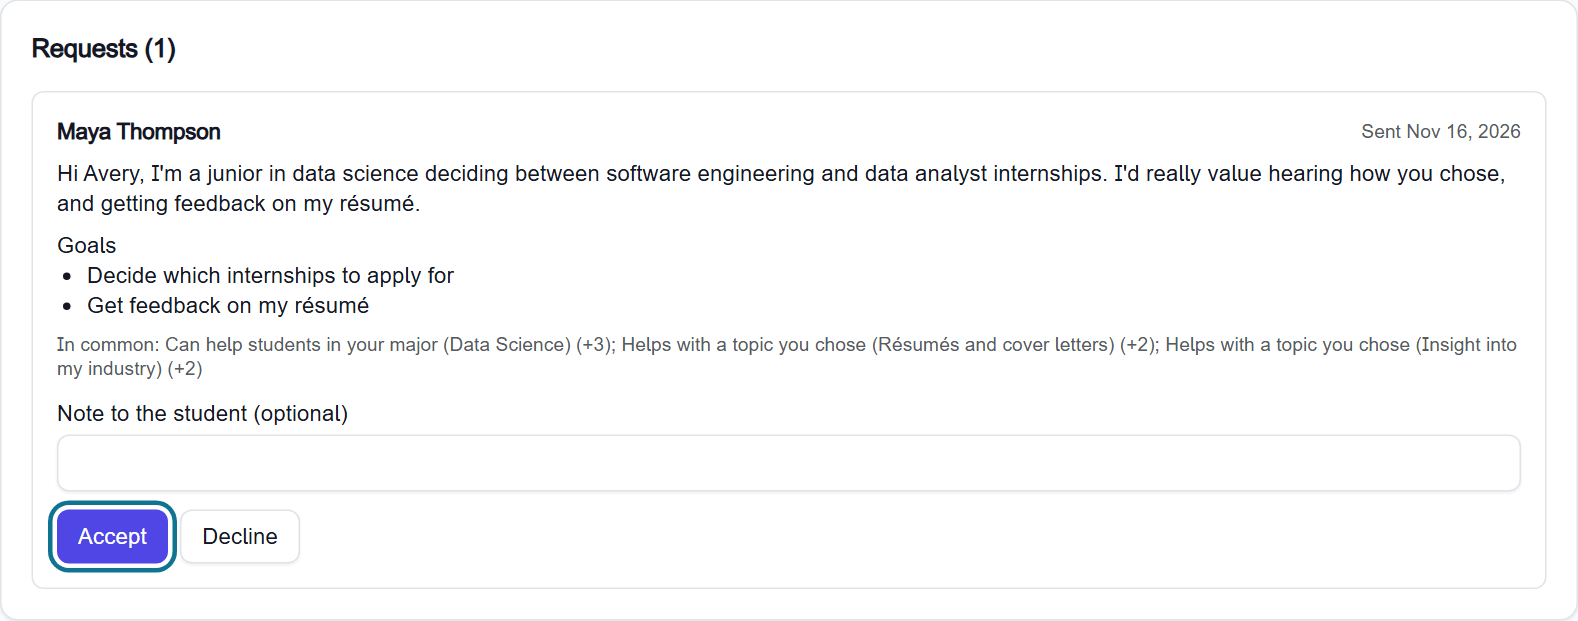 Requests (1)
Maya Thompson
Sent Nov 16, 2026
Hi Avery, I'm a junior in data science deciding between software engineering and data analyst internships. I'd really value hearing how you chose,
and getting feedback on my résumé.
Goals
• Decide which internships to apply for
• Get feedback on my résumé
In common: Can help students in your major (Data Science) (+3); Helps with a topic you chose (Résumés and cover letters) (+2); Helps with a topic you chose (Insight into
my industry) (+2)
Note to the student (optional)
Accept
Decline